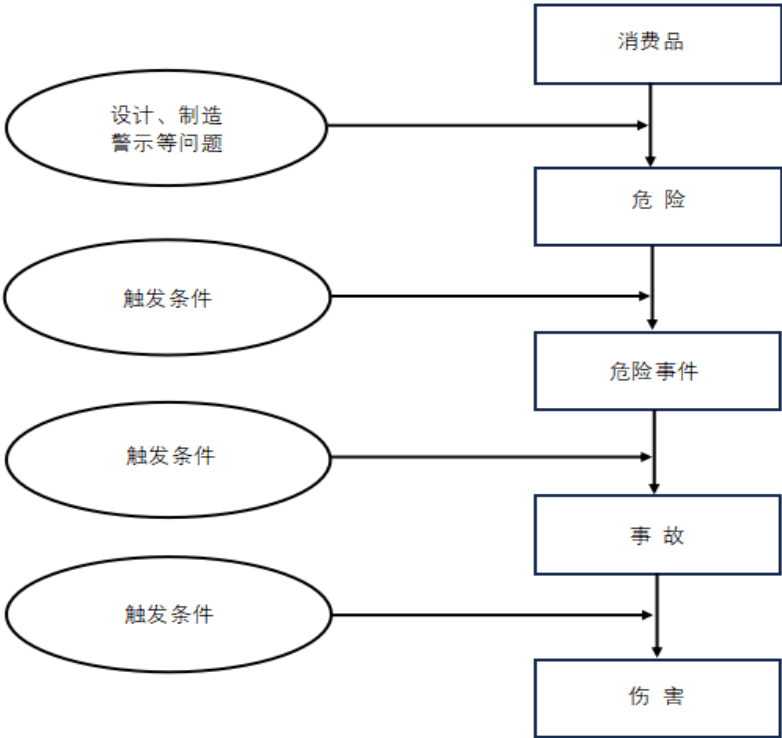 消费品
设计、制造
警示等问题
危 险
触发条件
危险事件
触发条件
事 故
触发条件
伤 害